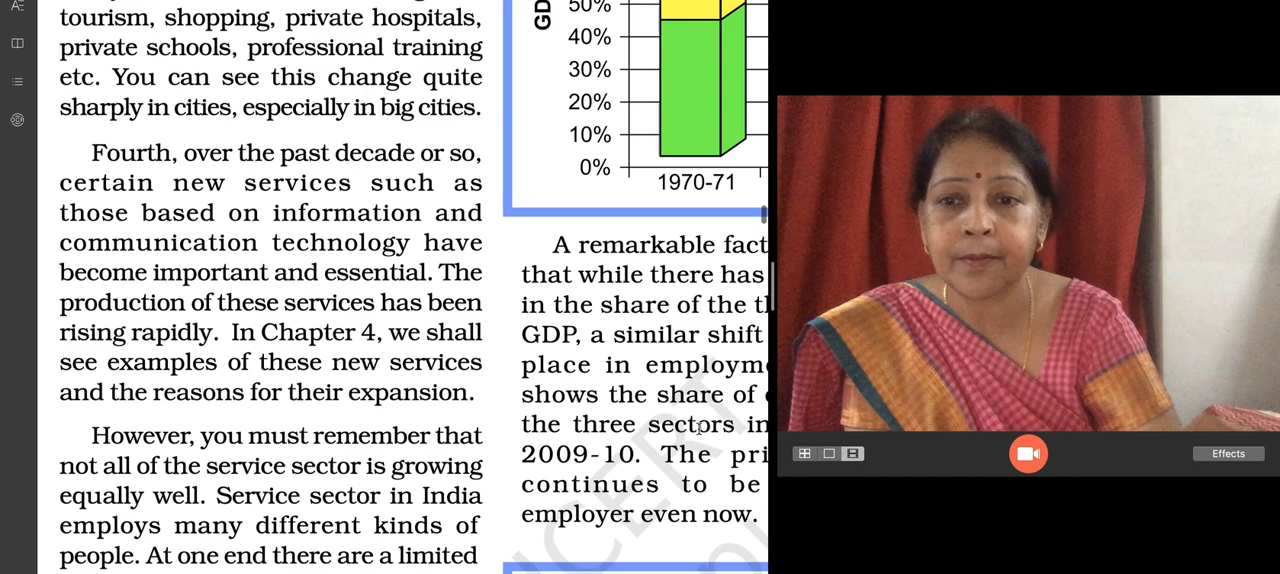 tourism, shopping, private hospitals,
private schools, professional training
etc. You can see this change quite
sharply in cities, especially in big cities.
Fourth, over the past decade or so,
certain new services such as
those based on information and
communication technology have
become important and essential. The
production of these services has been
rising rapidly. In Chapter 4, we shall
see examples of these new services
and the reasons for their expansion.
However, you must remember that
not all of the service sector is growing
equally well. Service sector in India
employs many different kinds of
people. At one end there are a limited
GD
50%
40%
30%
20%
10%
0%
1970-71
A remarkable fact
that while there has
in the share of the
GDP, a similar shift
place in
shows the share of
the three sectors in
2009-10. The
continues to be
employer even now.
NCERT
Effects